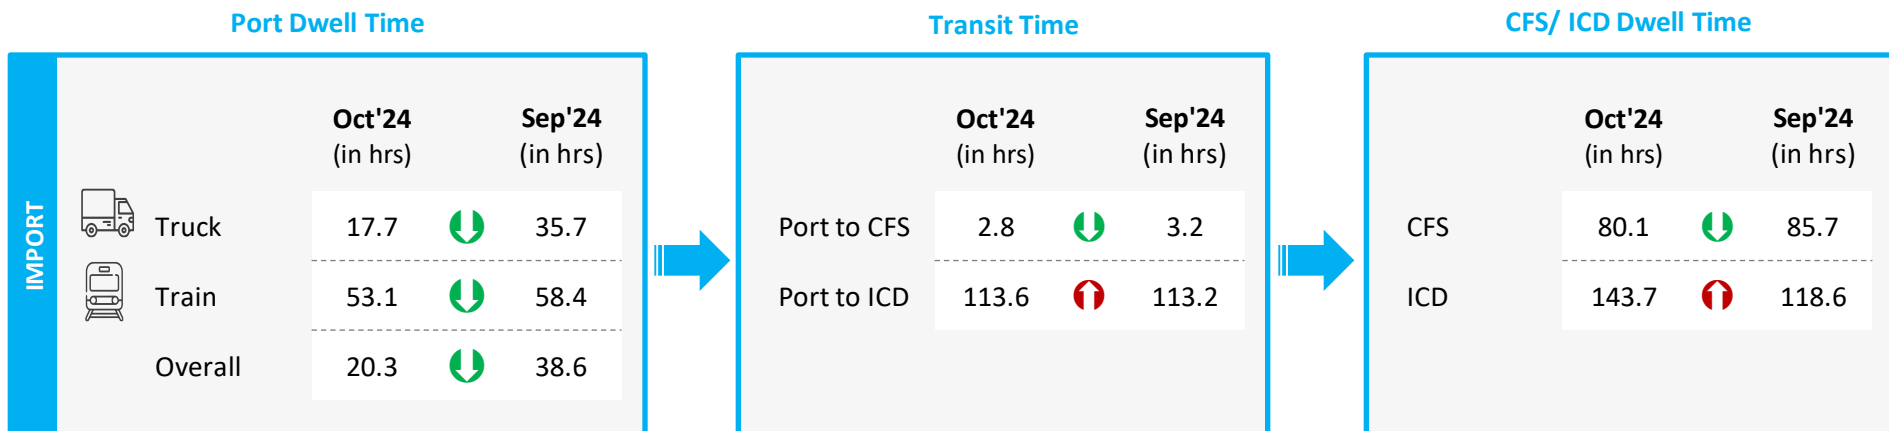 Port Dwell Time
Transit Time
CFS/ ICD Dwell Time
IMPORT
Oct'24 Sep'24
(in hrs) (in hrs)
Truck 17.7 35.7
Train 53.1 58.4
Overall 20.3 38.6
Oct'24 Sep'24
(in hrs) (in hrs)
Port to CFS 2.8 3.2
Port to ICD 113.6 113.2
Oct'24 Sep'24
(in hrs) (in hrs)
CFS 80.1 85.7
ICD 143.7 118.6